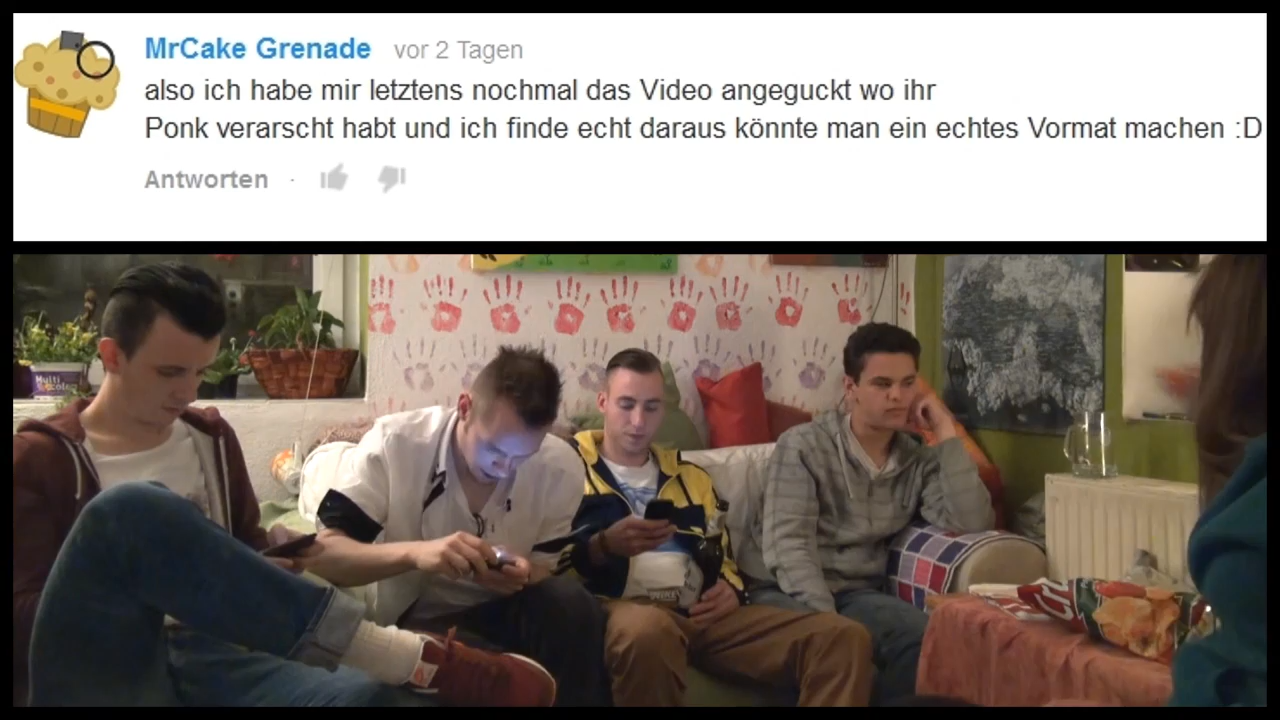 MrCake Grenade vor 2 Tagen
also ich habe mir letztens nochmal das Video angeguckt wo ihr
Ponk verarscht habt und ich finde echt daraus könnte man ein echtes Vormat machen :D
Antworten ·
Multi